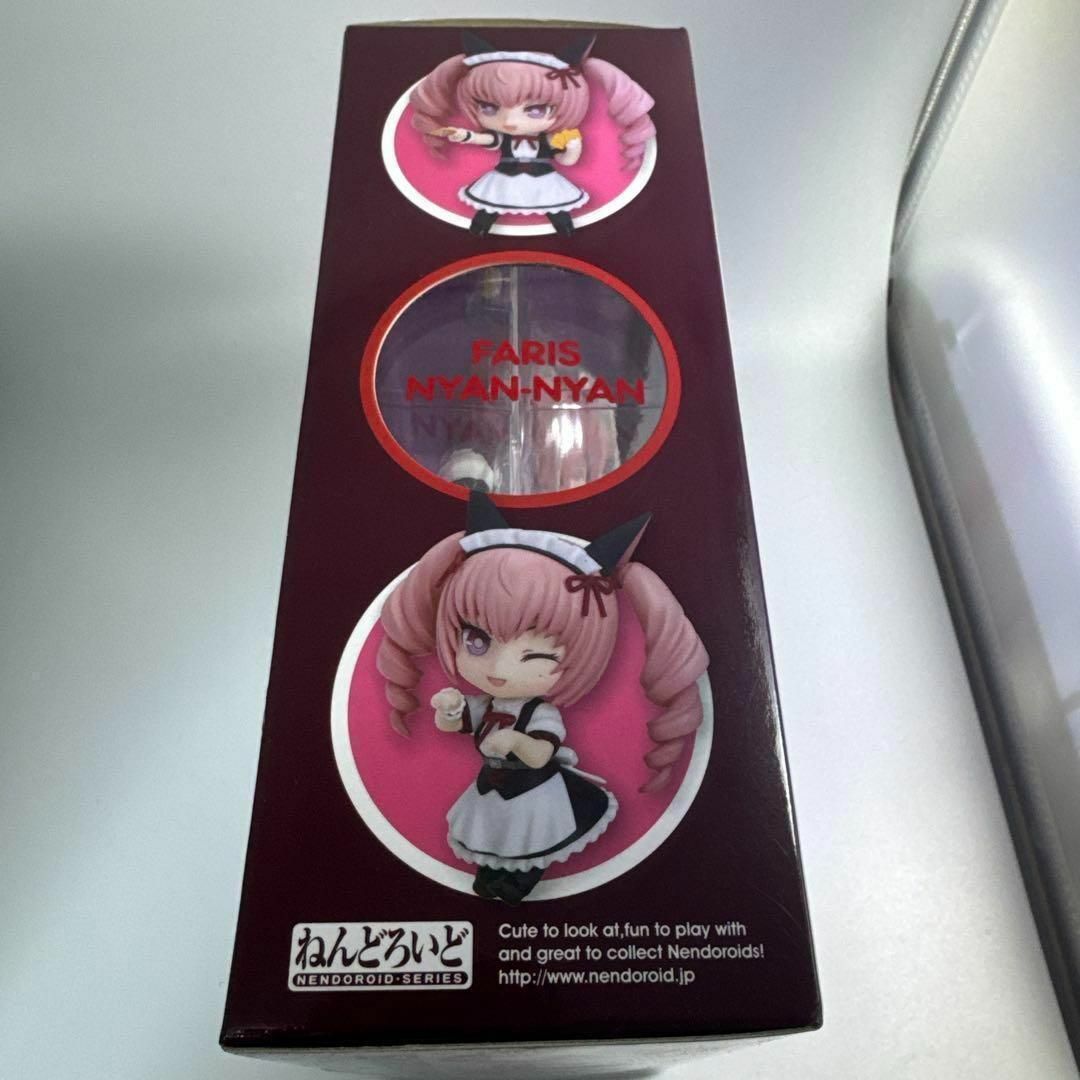 FARIS
NYAN-NYAN
NYAN
ねんどろいど
NENDOROID·SERIES
Cute to look at,fun to play with
and great to collect Nendoroids!
http://www.nendoroid.jp